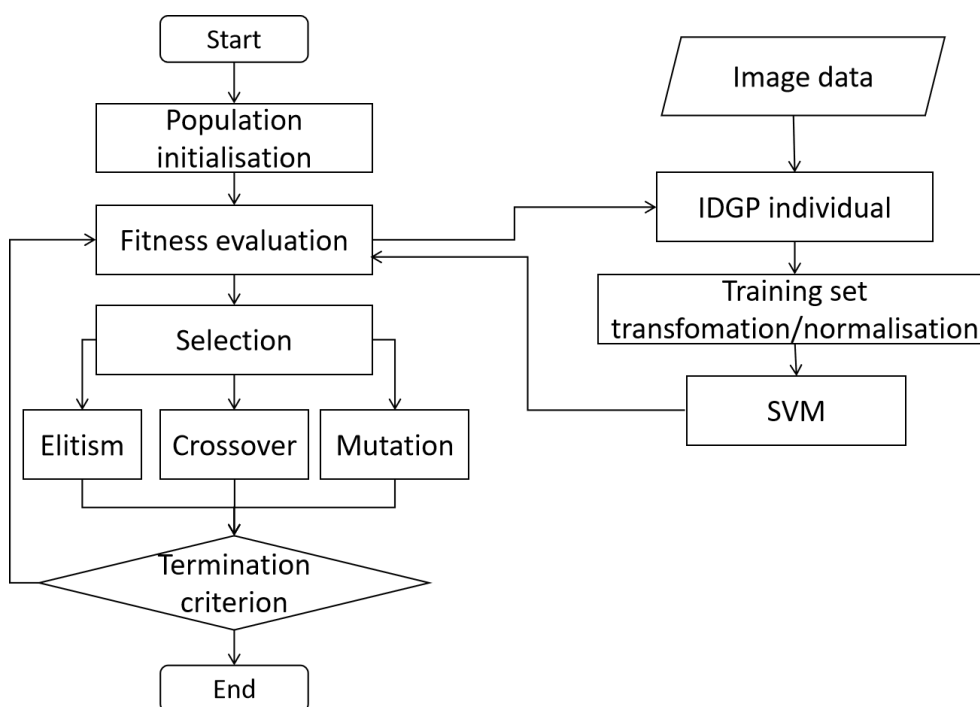 Start
Population
initialisation
Fitness evaluation
Selection
Elitism
Crossover
Mutation
Termination
criterion
End
Image data
IDGP individual
Training set
transfomation/normalisation
SVM